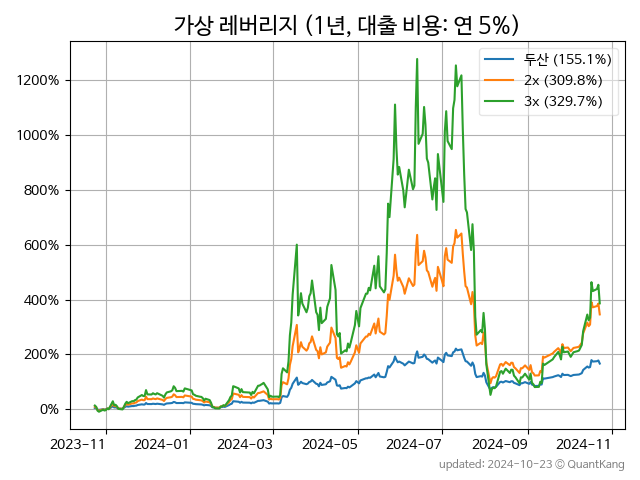 가상 레버리지 (1년, 대출 비용: 연 5%)
두산 (155.1%)
2x (309.8%)
3x (329.7%)
1200%
1000%
800%
600%
400%
200%
0%
2023-11 2024-01 2024-03 2024-05 2024-07 2024-09 2024-11
updated: 2024-10-23 © QuantKang